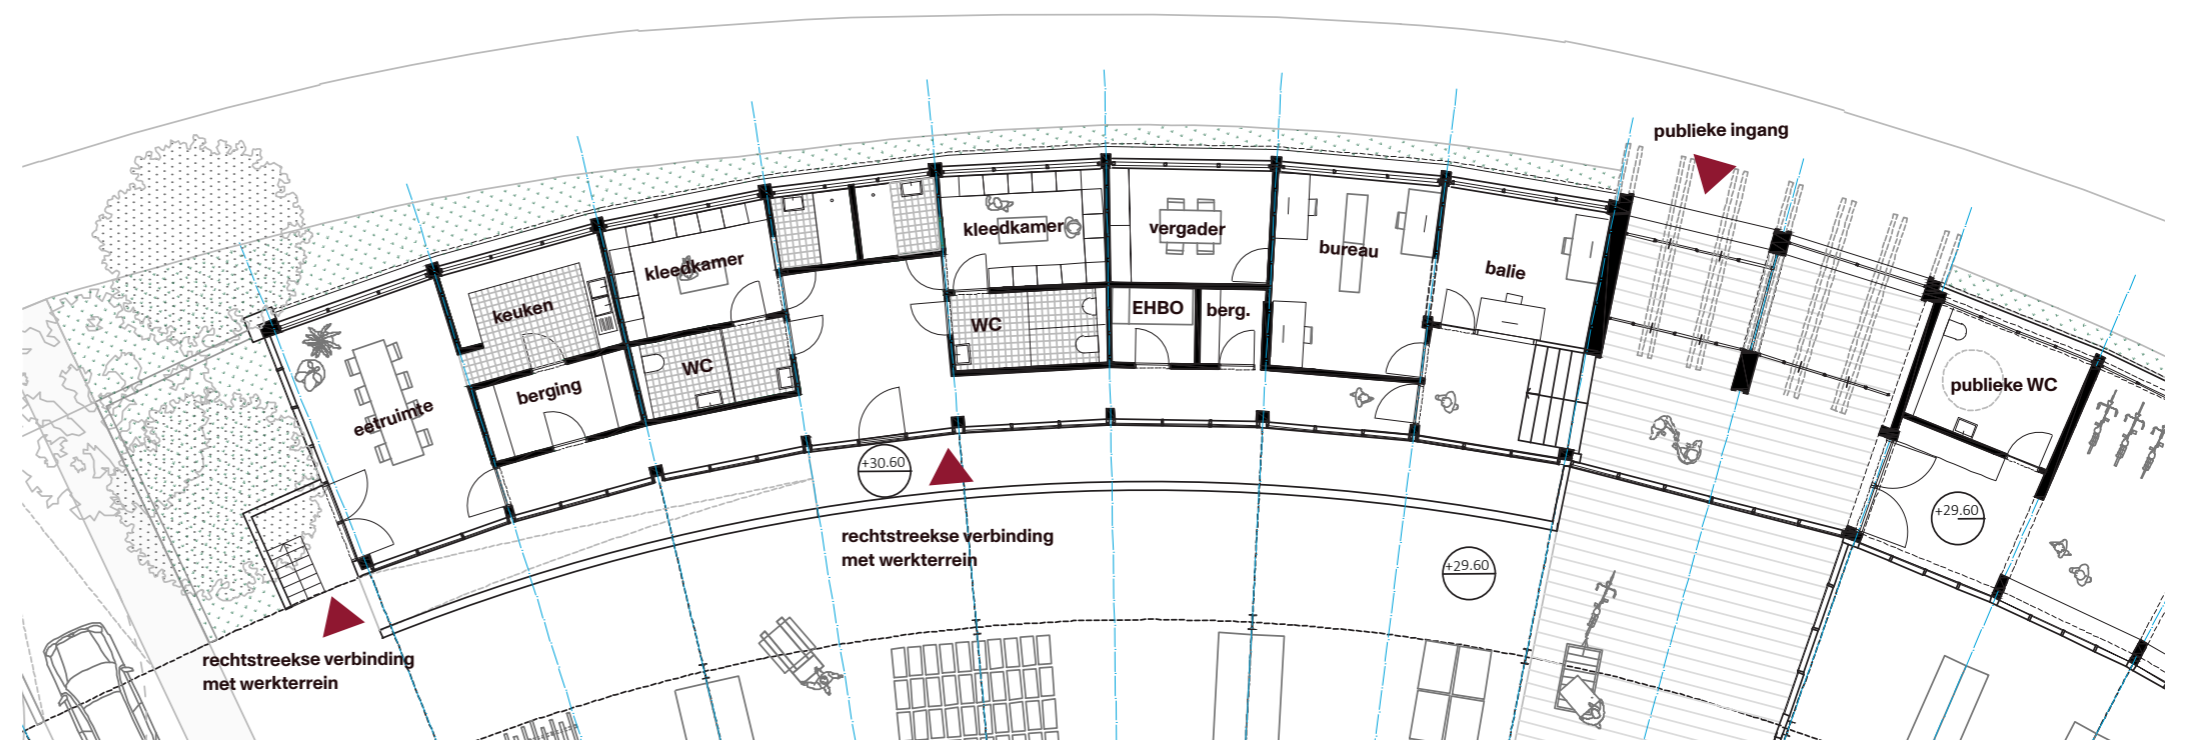 publieke ingang
kleedkamer
vergader
bureau
balie
kleedkamer
keuken
EHBO
berg.
WC
WC
berging
eetruimte
publieke WC
+30.60
+29.60
+29.60
rechtstreekse verbinding
met werkterrein
rechtstreekse verbinding
met werkterrein